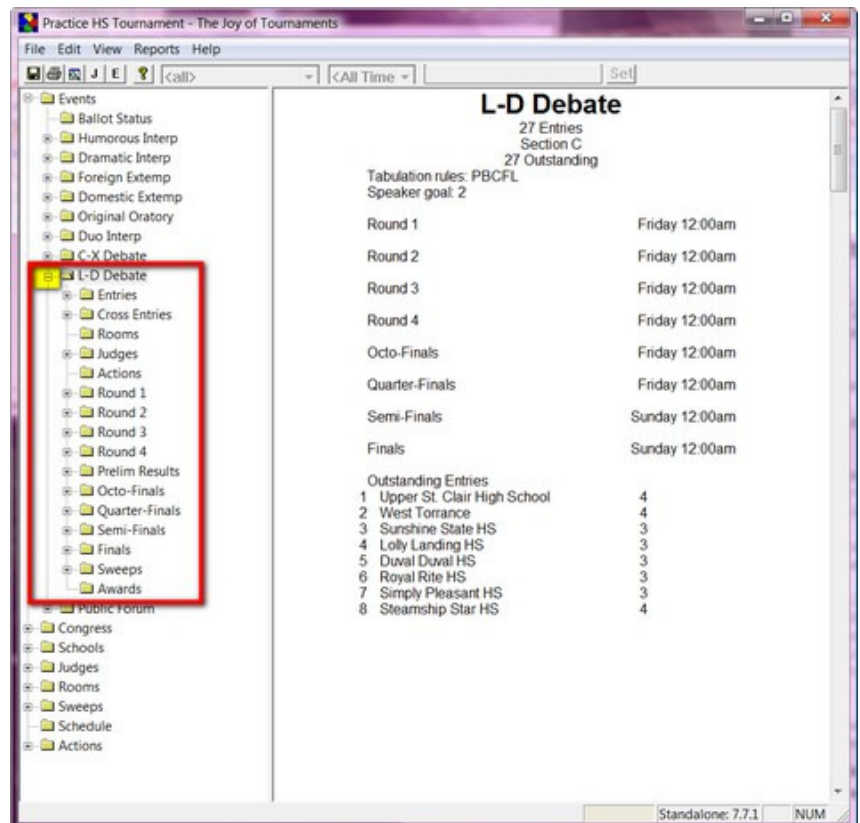 Practice HS Tournament - The Joy of Tournaments
File Edit View Reports Help
J E ? <all> <All Time Set
Events
Ballot Status
Humorous Interp
Dramatic Interp
Foreign Extemp
Domestic Extemp
Original Oratory
Duo Interp
C-X Debate
L-D Debate
Entries
Cross Entries
Rooms
Judges
Actions
Round 1
Round 2
Round 3
Round 4
Prelim Results
Octo-Finals
Quarter-Finals
Semi-Finals
Finals
Sweeps
Awards
Public Forum
Congress
Schools
Judges
Rooms
Sweeps
Schedule
Actions
L-D Debate
27 Entries
Section C
27 Outstanding
Tabulation rules: PBCFL
Speaker goal: 2
Round 1 Friday 12:00am
Round 2 Friday 12:00am
Round 3 Friday 12:00am
Round 4 Friday 12:00am
Octo-Finals Friday 12:00am
Quarter-Finals Friday 12:00am
Semi-Finals Sunday 12:00am
Finals Sunday 12:00am
Outstanding Entries
1 Upper St. Clair High School 4
2 West Torrance 4
3 Sunshine State HS 3
4 Lolly Landing HS 3
5 Duval Duval HS 3
6 Royal Rite HS 3
7 Simply Pleasant HS 3
8 Steamship Star HS 4
Standalone: 7.7.1 NUM